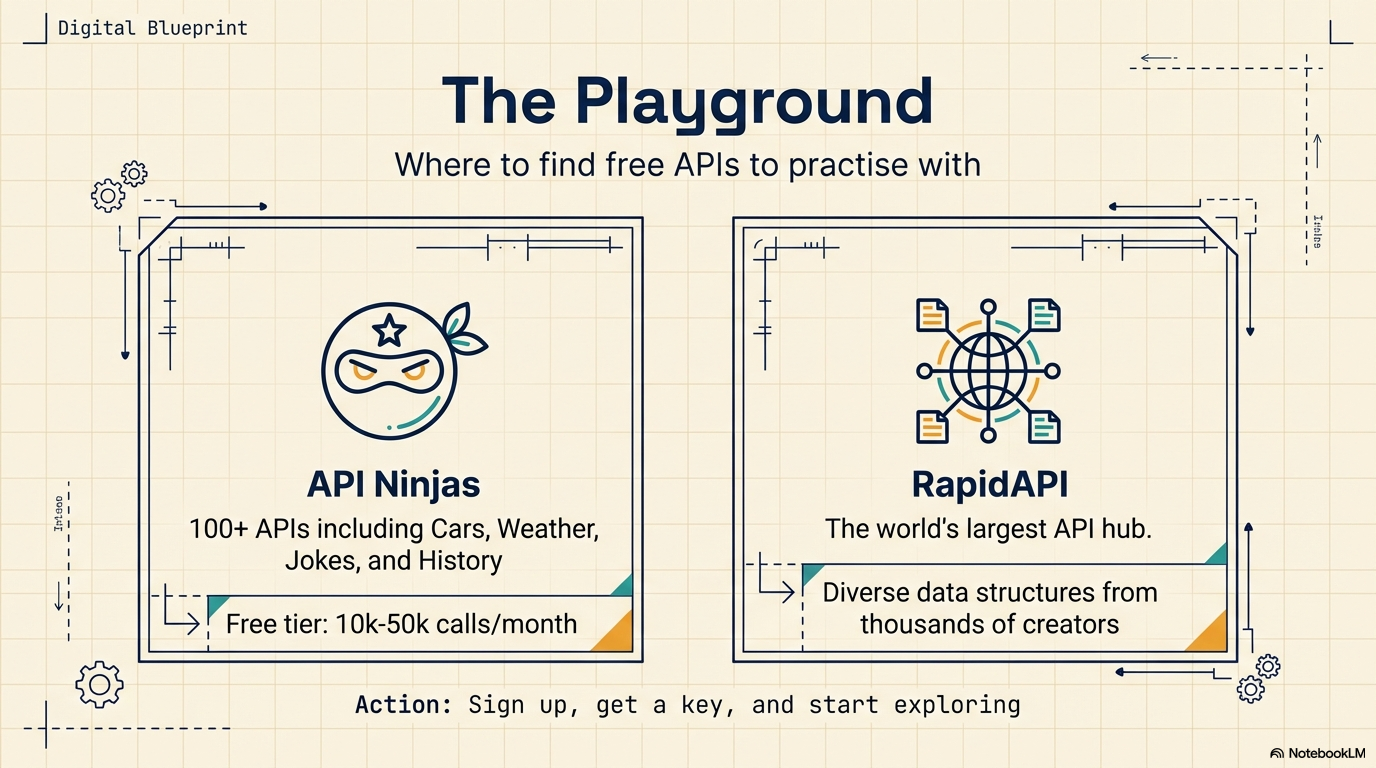 Digital Blueprint
The Playground
Where to find free APIs to practise with
API Ninjas
100+ APIs including Cars, Weather,
Jokes, and History
Free tier: 10k-50k calls/month
RapidAPI
The world's largest API hub.
Diverse data structures from
thousands of creators
Action: Sign up, get a key, and start exploring
NotebookLM